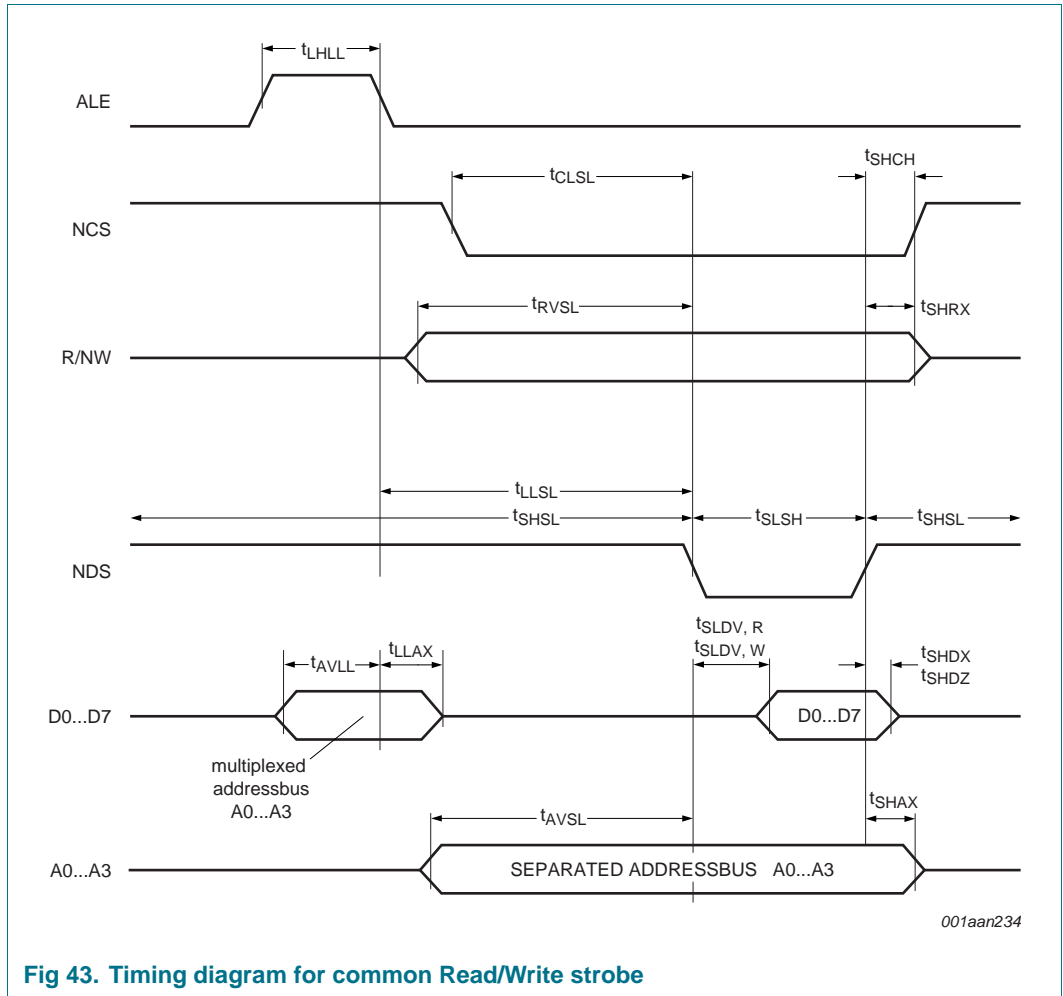 tLHLL
ALE
tSHCH
tCLSL
NCS
tRVSL
tSHRX
R/NW
tLLSL
tSHSL
tSLSH
tSHSL
NDS
tSLDV, R
tSLDV, W
tAVLL
tLLAX
tSHDX
tSHDZ
D0...D7
D0...D7
multiplexed
addressbus
A0...A3
tSHAX
tAVSL
A0...A3
SEPARATED ADDRESSBUS A0...A3
001aan234
Fig 43. Timing diagram for common Read/Write strobe